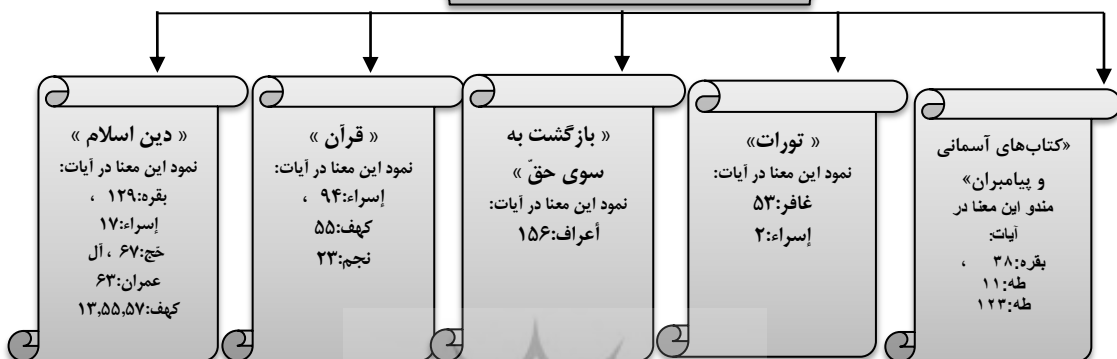 «کتاب‌های آسمانی
و پیامبران»
مندو این معنا در
آیات:
بقره:۳۸ ،
طه:۱۱
طه:۱۲۳
«تورات»
نمود این معنا در آیات:
غافر:۵۳
إسراء:۲
« بازگشت به
سوی حقّ »
نمود این معنا در آیات:
أعراف:۱۵۶
« قرآن »
نمود این معنا در آیات:
إسراء:۹۴ ،
کهف:۵۵
نجم:۲۳
« دین اسلام »
نمود این معنا در آیات:
بقره:۱۲۹ ،
إسراء:۱۷
حَج:۶۷ ، آل
عمران:۶۳
کهف:۱۳,۵۵,۵۷